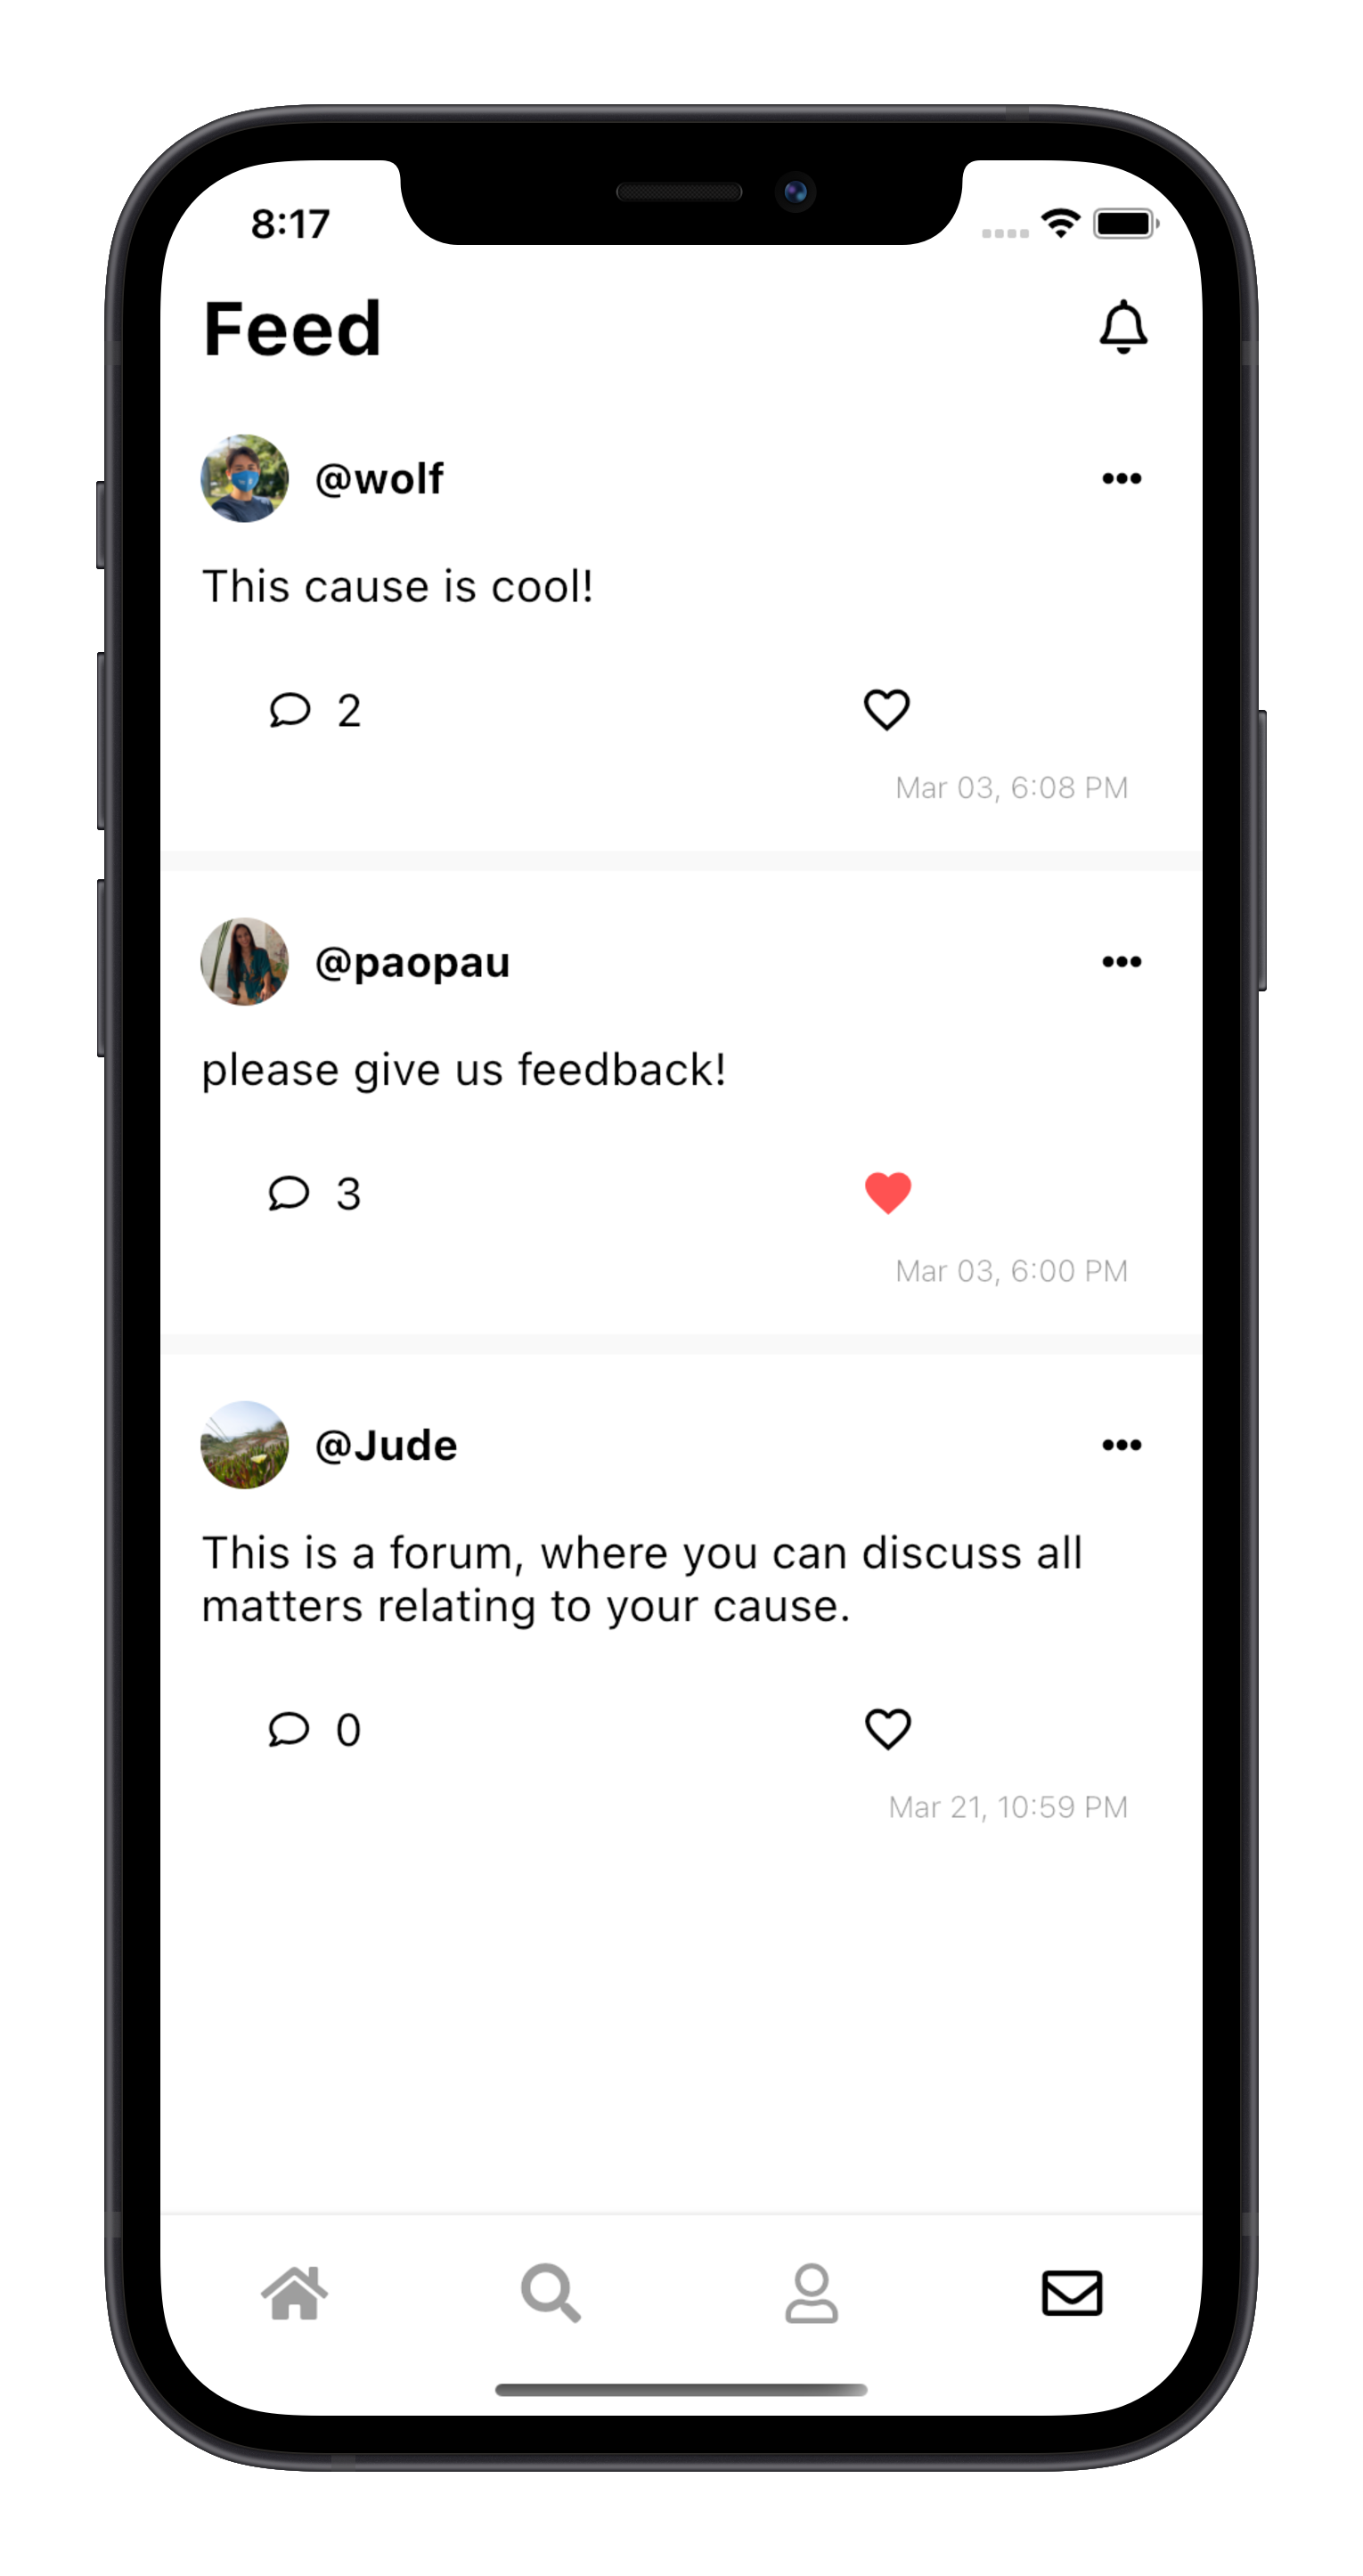 8:17
Feed
@wolf
This cause is cool!
2
Mar 03, 6:08 PM
@paopau
please give us feedback!
3
Mar 03, 6:00 PM
@Jude
This is a forum, where you can discuss all
matters relating to your cause.
0
Mar 21, 10:59 PM